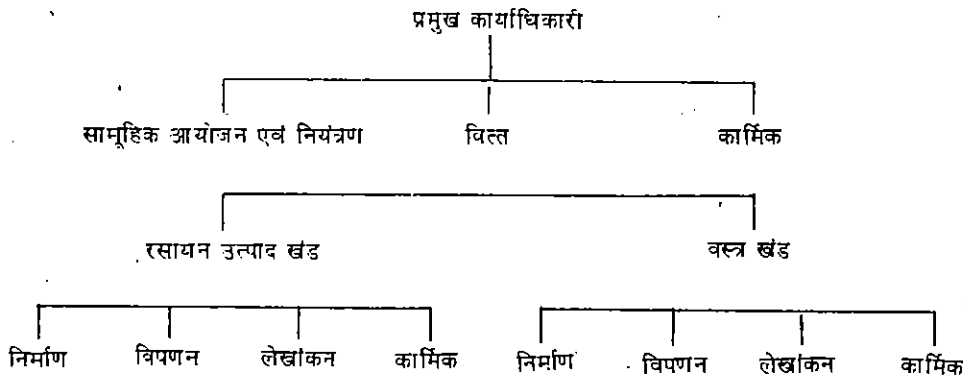 प्रमुख कार्याधिकारी
सामूहिक आयोजन एवं नियंत्रण वित्त कार्मिक
रसायन उत्पाद खंड वस्त्र खंड
निर्माण विपणन लेखांकन कार्मिक निर्माण विपणन लेखांकन कार्मिक